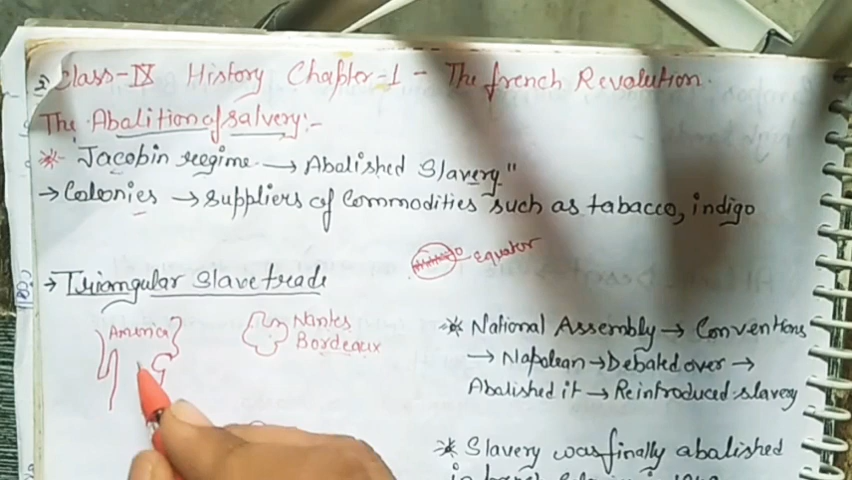 Class-IX History Chapter-1 - The french Revolution.
The Abalition of salvery:-
Jacobin regime → Abolished Slavery"
→ Colonies → suppliers of Commodities such as tabacco, indigo
equator
→ Triangular Slave trade
America
Nantes
Bordeaux
National Assembly → Conventions
→ Napolean → Debated over →
Abalished it → Reintroduced slavery
Slavery was finally abalished